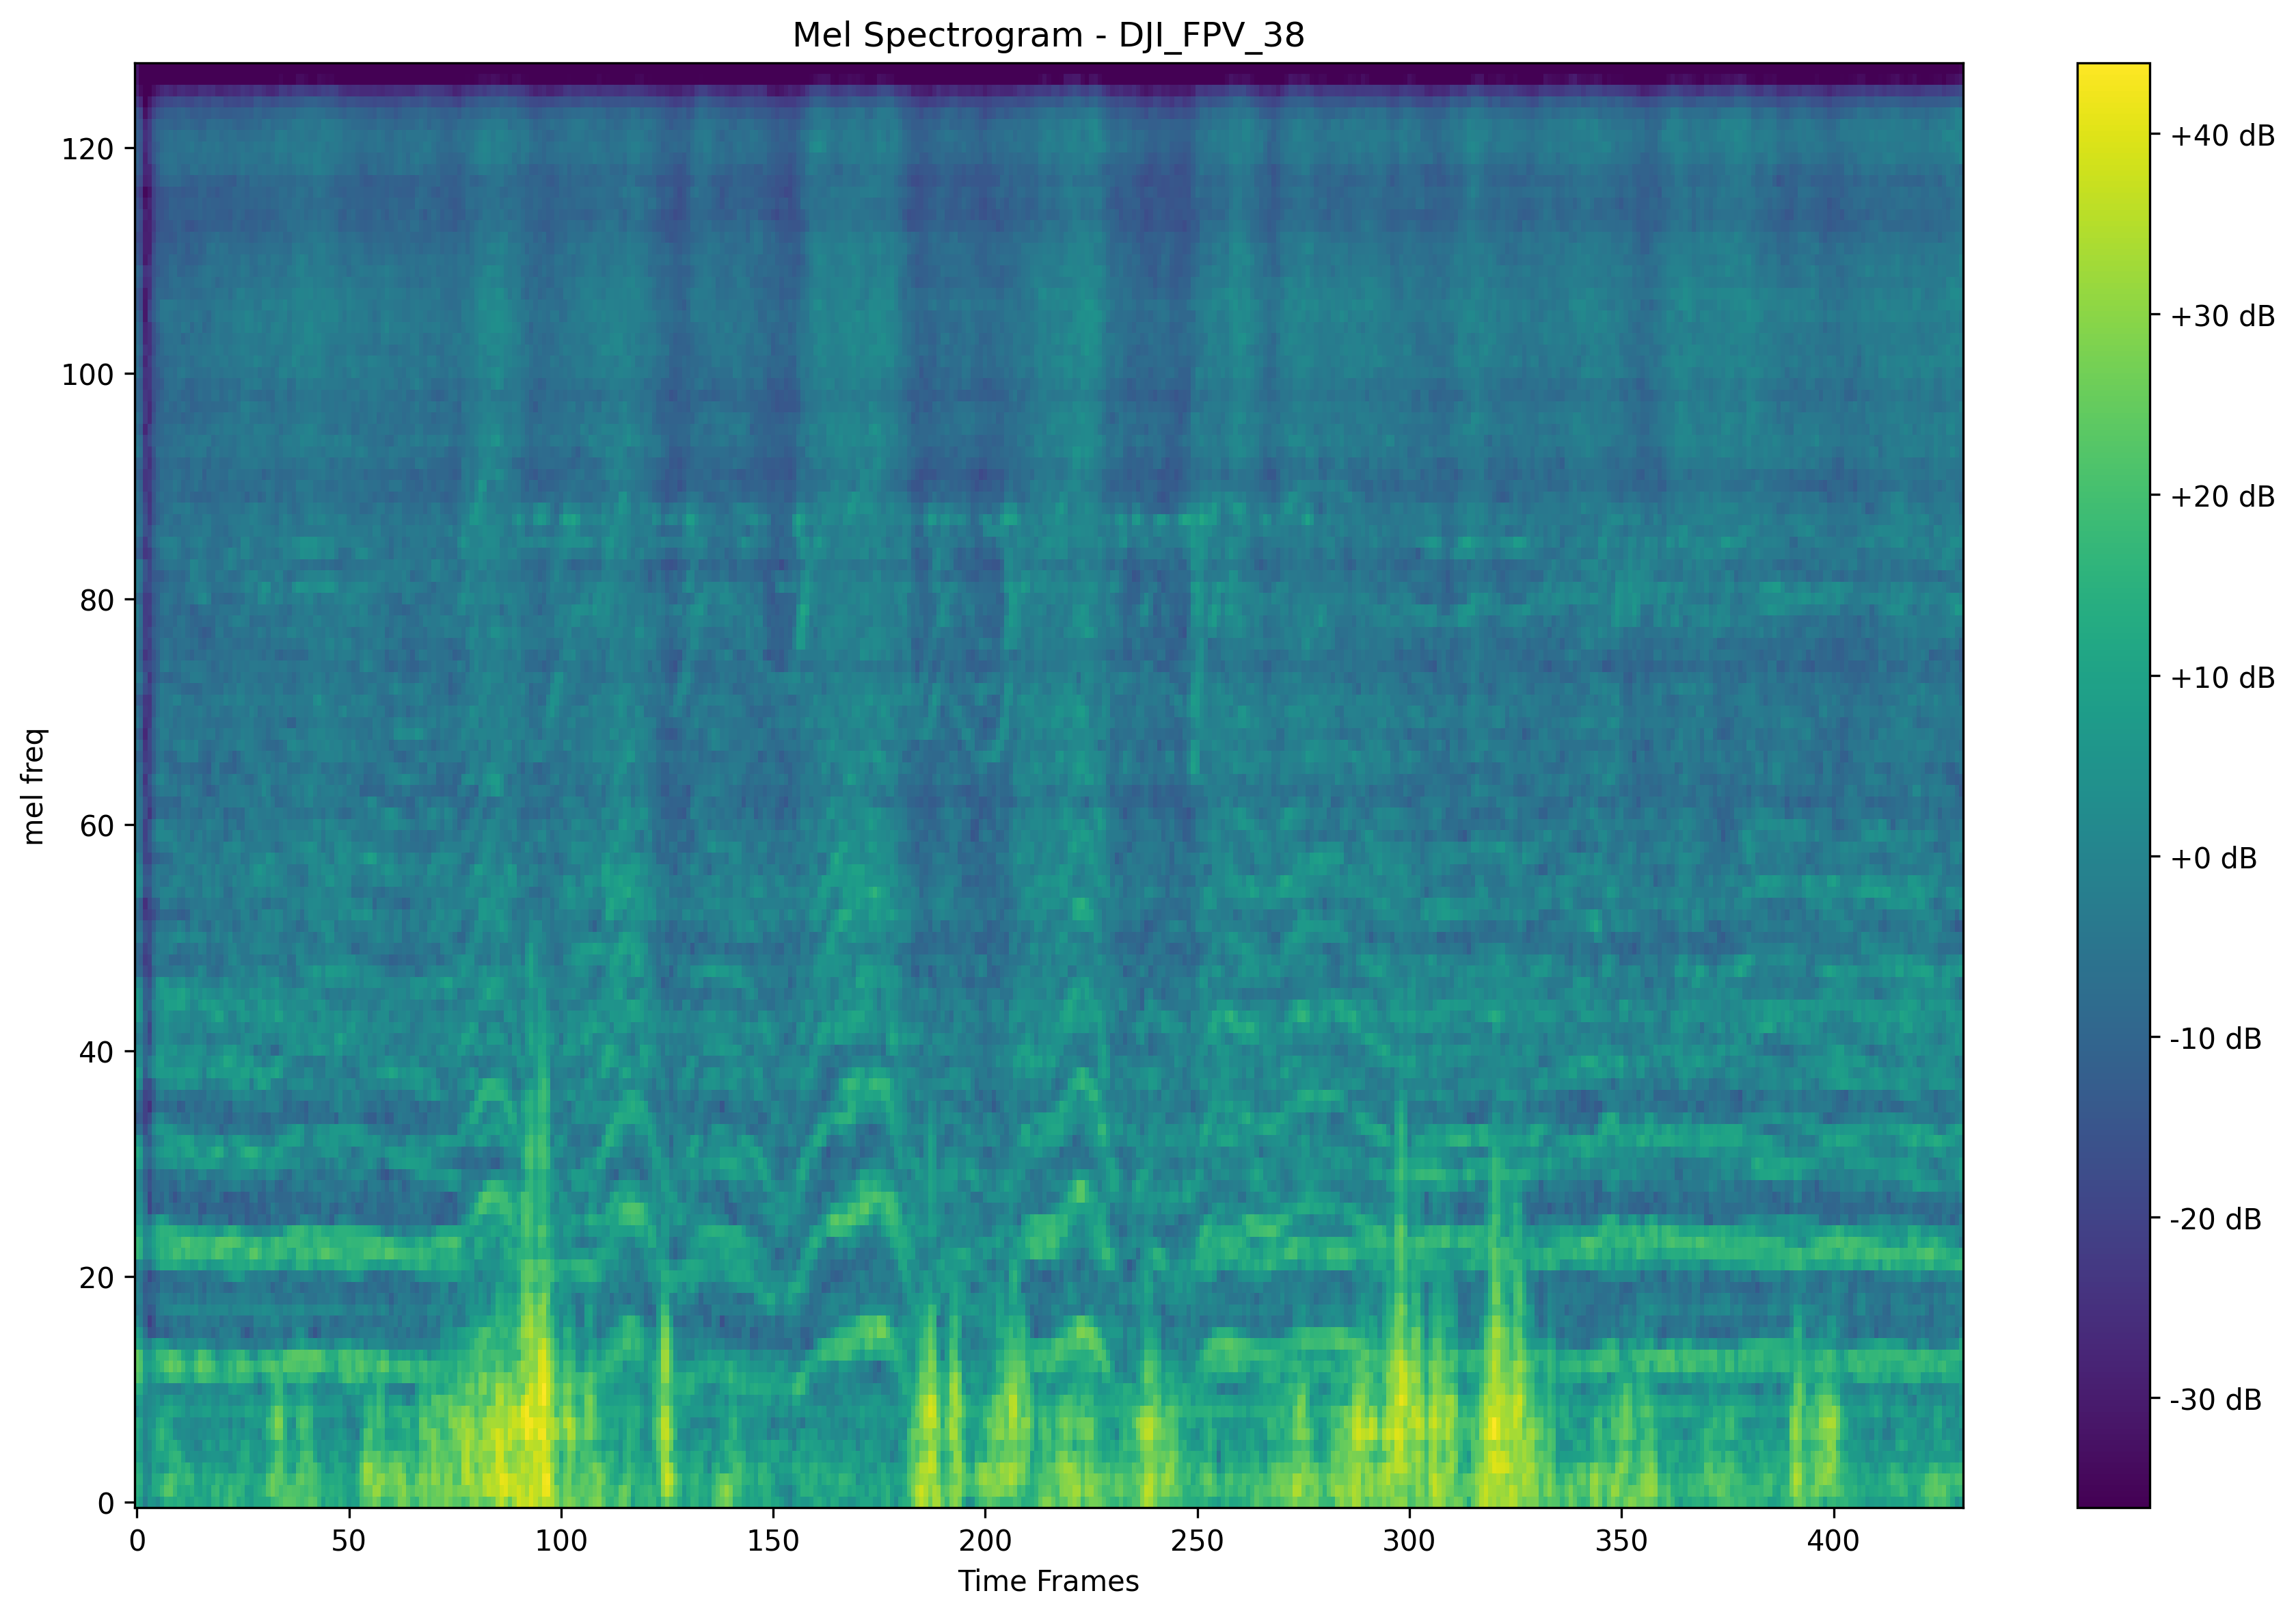 Mel Spectrogram - DJI_FPV_38
120
100
80
60
40
20
0
mel freq
0 50 100 150 200 250 300 350 400
Time Frames
+40 dB
+30 dB
+20 dB
+10 dB
+0 dB
-10 dB
-20 dB
-30 dB